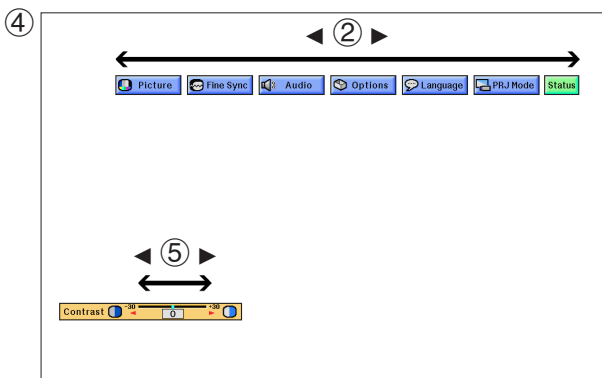 ④
◄ ② ►
Picture Fine Sync Audio Options Language PRJ Mode Status
◄ ⑤ ►
Contrast -30 0 +30